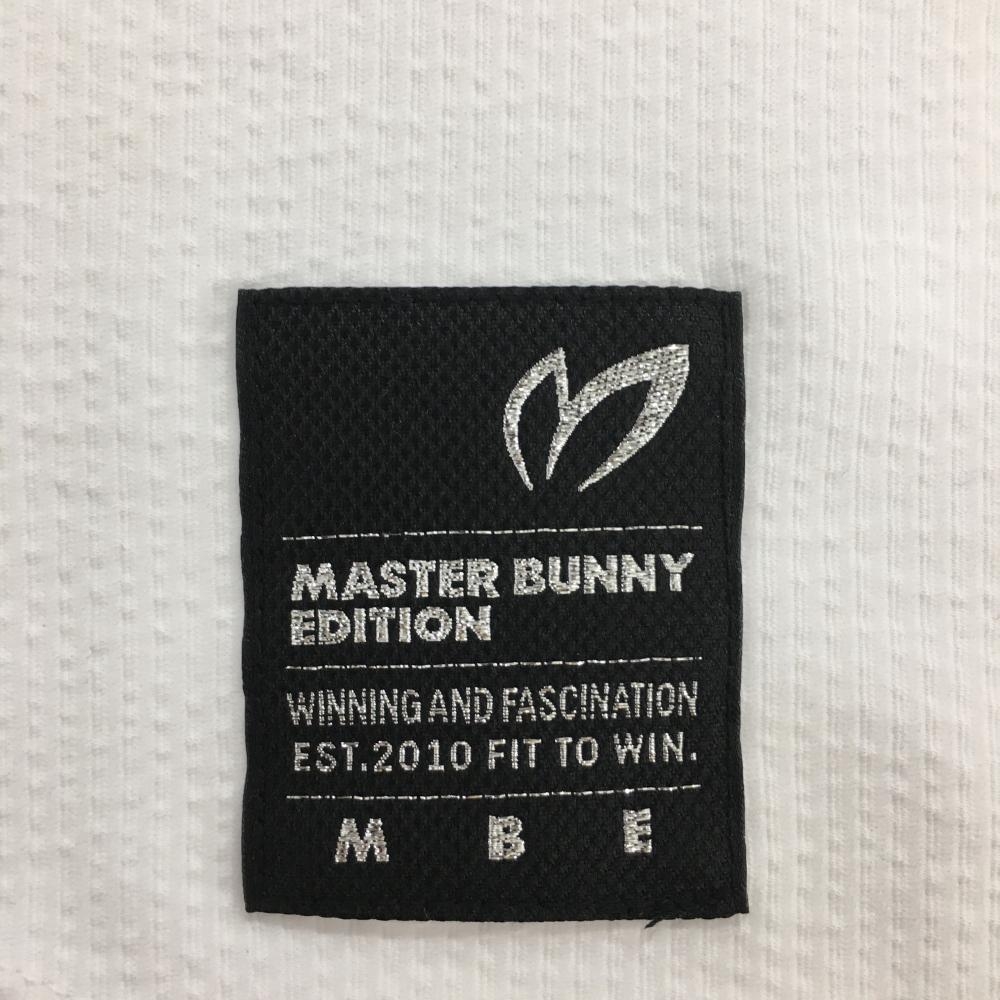 MASTER BUNNY
EDITION
WINNING AND FASCINATION
EST.2010 FIT TO WIN.
M B E